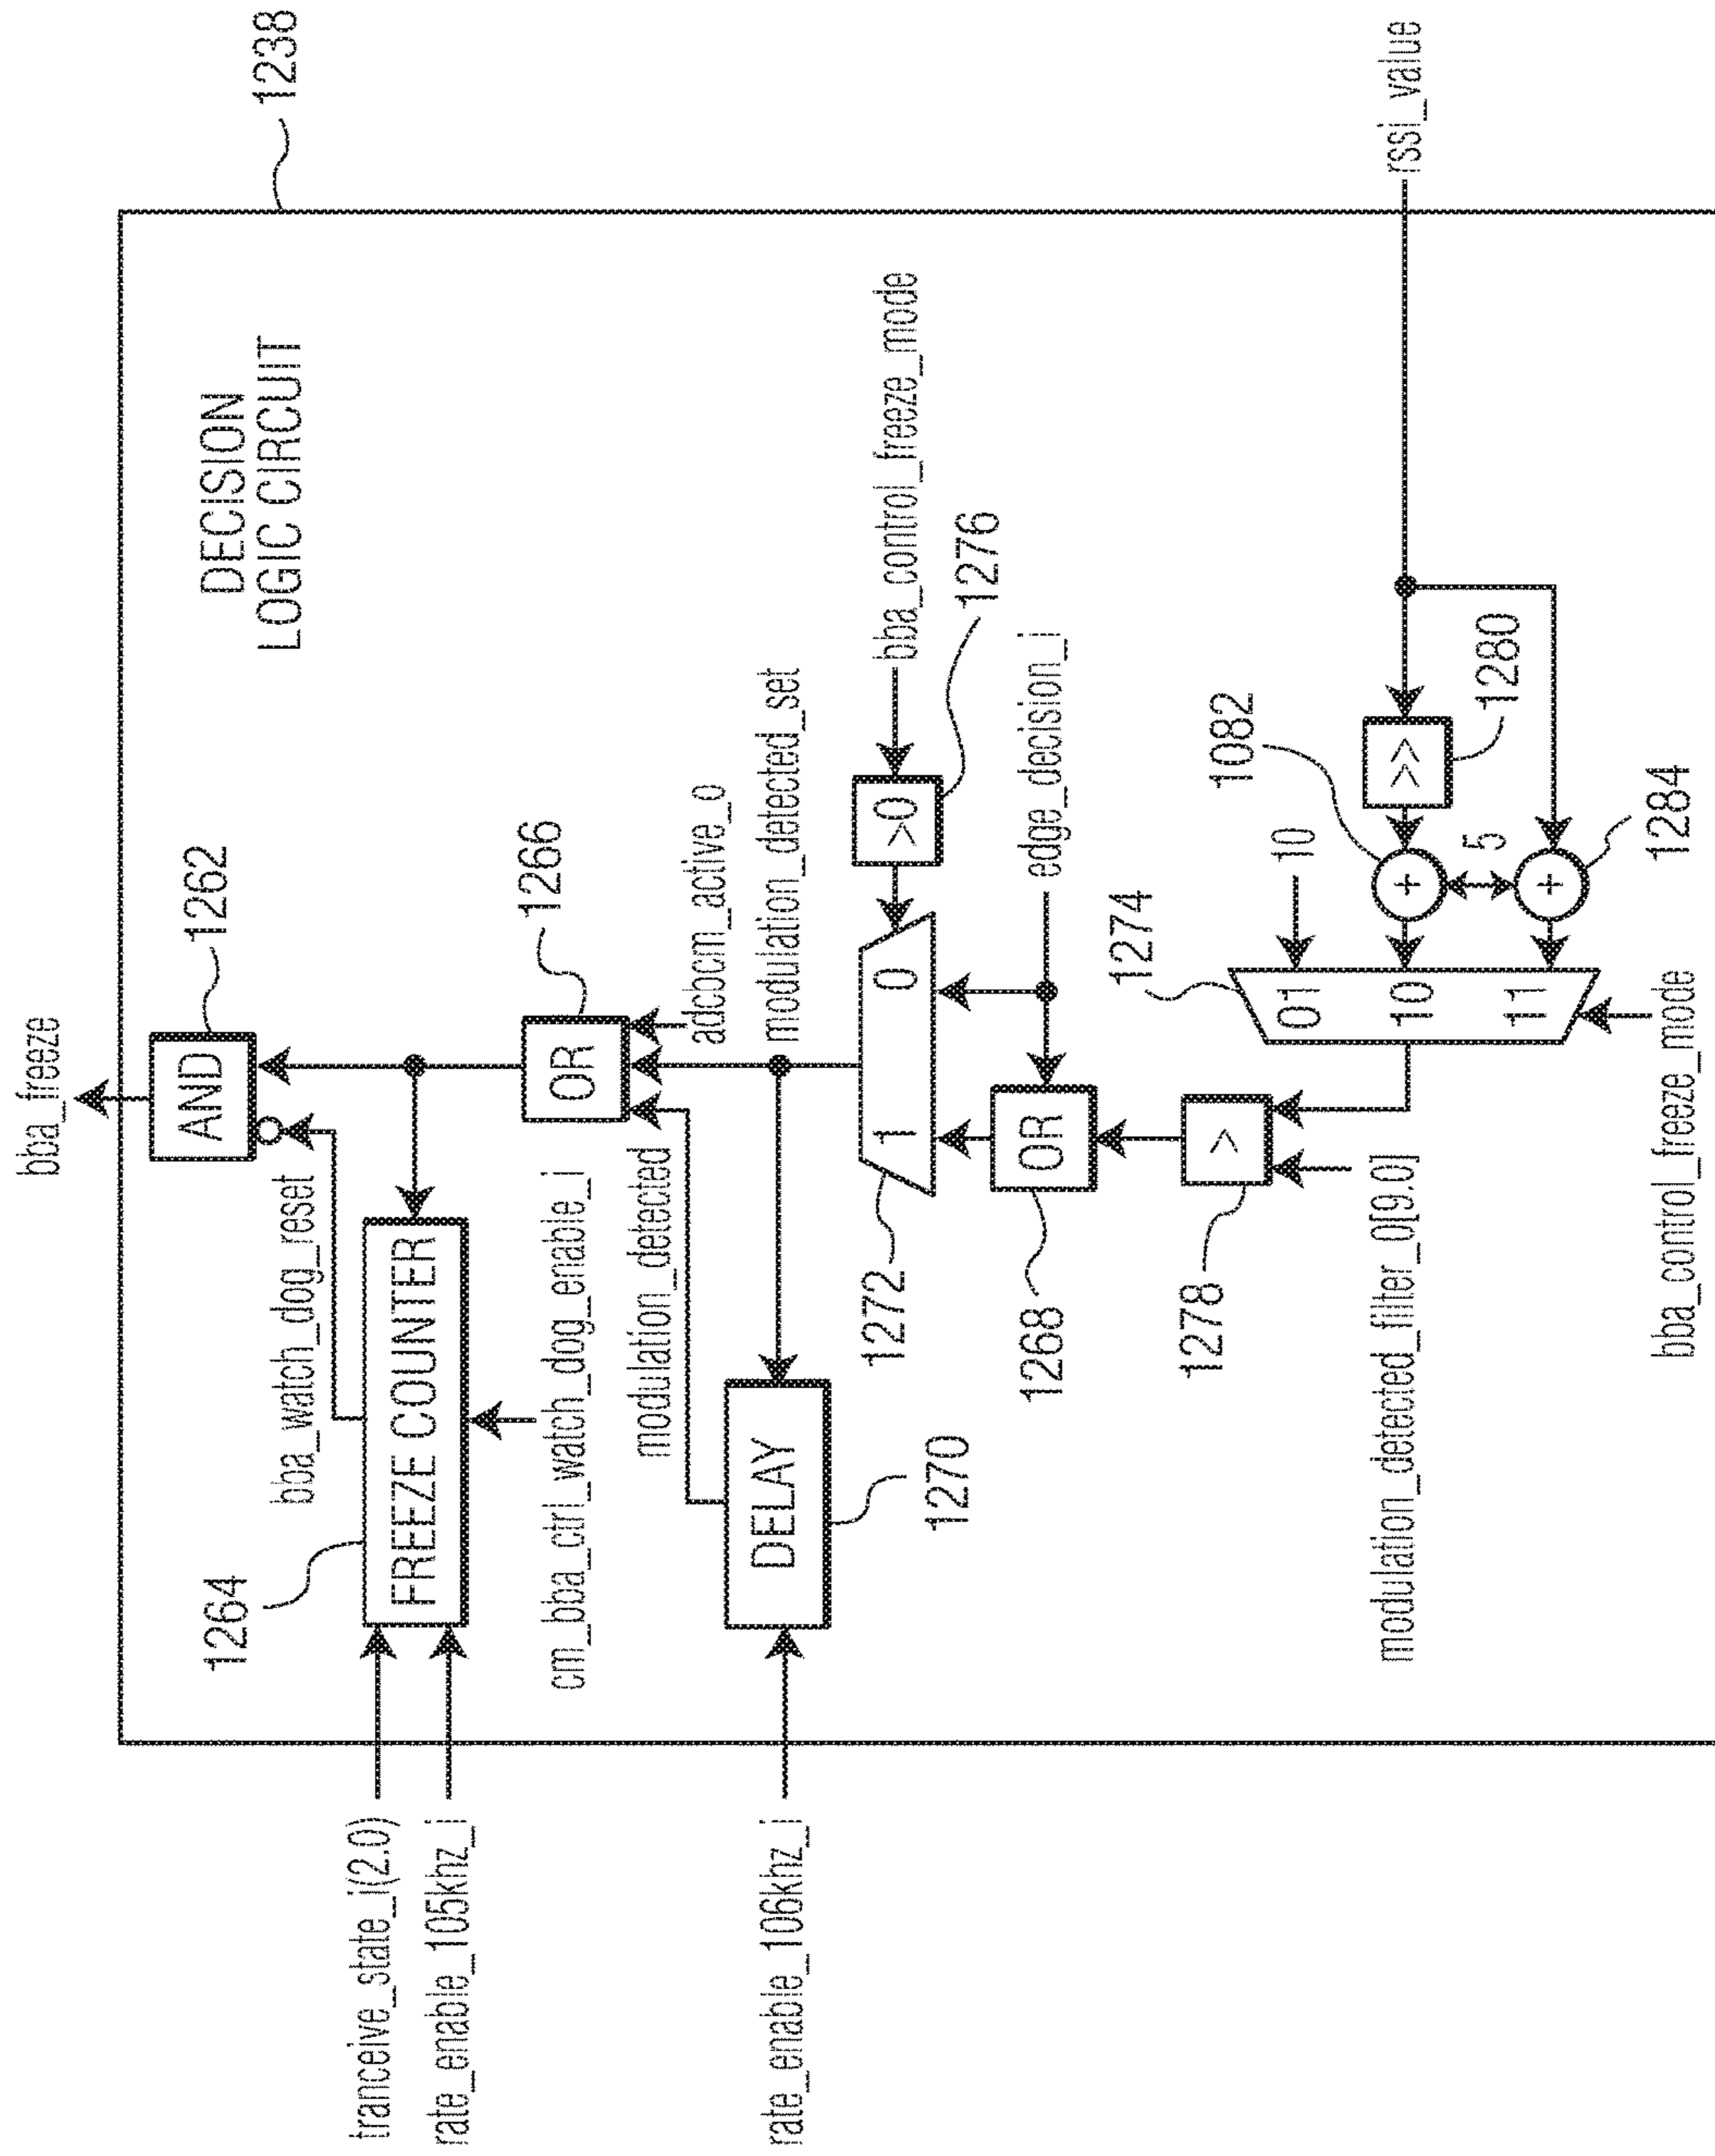 bba_freeze
1238
DECISION
LOGIC CIRCUIT
AND
1262
bba_watch_dog_reset
FREEZE COUNTER
1264
tranceive_state_i(2.0)
rate_enable_105khz_i
cm_bba_ctrl_watch_dog_enable_i
OR
1266
adcbcm_active_o
modulation_detected_set
modulation_detected
DELAY
1270
rate_enable_106khz_i
1
0
1272
>0
1276
bba_control_freeze_mode
edge_decision_i
OR
1268
>
1278
modulation_detected_filter_0[9.0]
01
10
11
1274
bba_control_freeze_mode
10
+
1082
5
+
1284
>>
1280
rssi_value